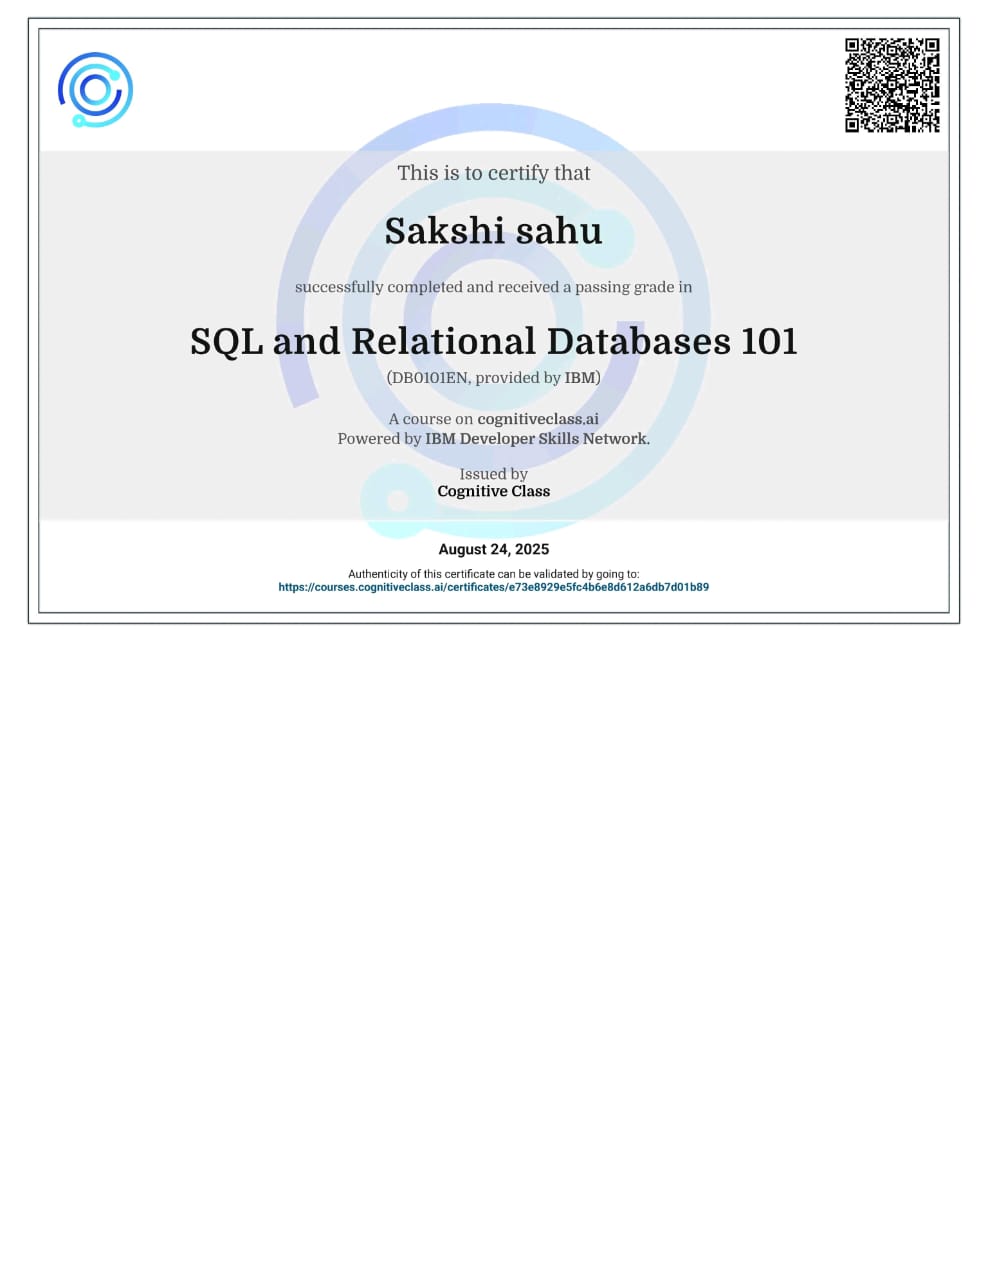 This is to certify that
Sakshi sahu
successfully completed and received a passing grade in
SQL and Relational Databases 101
(DB0101EN, provided by IBM)
A course on cognitiveclass.ai
Powered by IBM Developer Skills Network.
Issued by
Cognitive Class
August 24, 2025
Authenticity of this certificate can be validated by going to:
https://courses.cognitiveclass.ai/certificates/e73e8929e5fc4b6e8d612a6db7d01b89